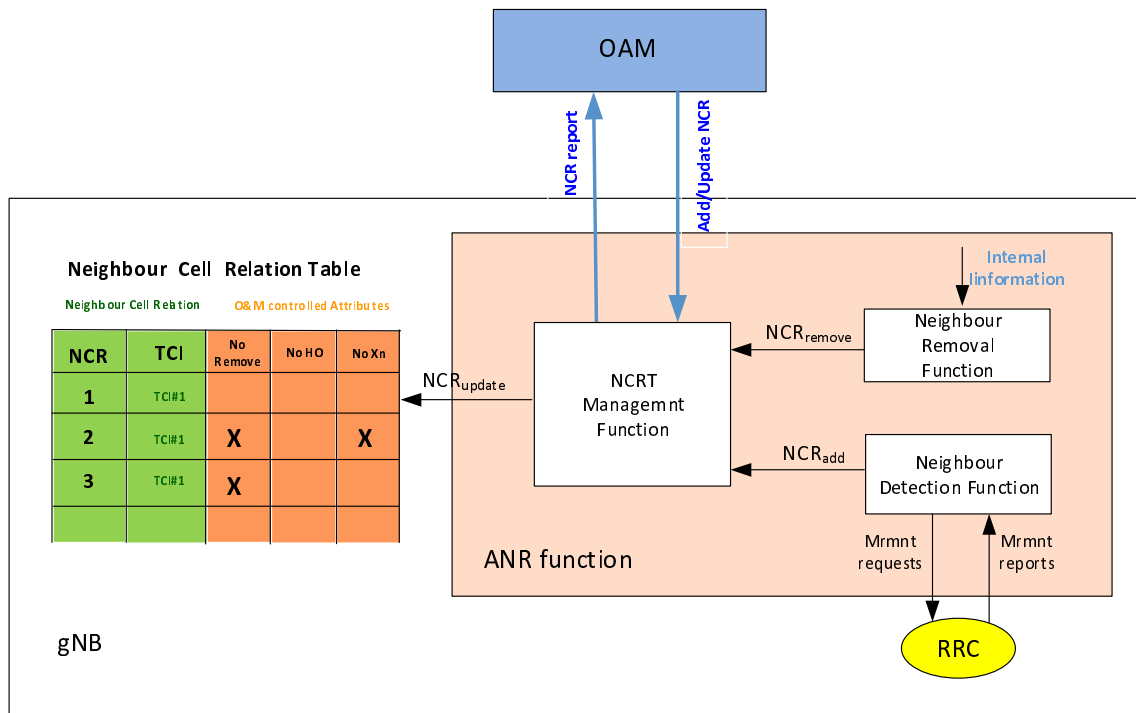 OAM
NCR report
Add/Update NCR
Neighbour Cell Relation Table
Neighbour Cell Relation
O&M controlled Attributes
NCR
TCI
No
Remove
No HO
No Xn
1
TCI#1
2
TCI#1
X
X
3
TCI#1
X
NCRupdate
NCRT
Managemnt
Function
NCRremove
NCRadd
Internal
Iinformation
Neighbour
Removal
Function
Neighbour
Detection Function
Mrmnt
requests
Mrmnt
reports
ANR function
RRC
gNB